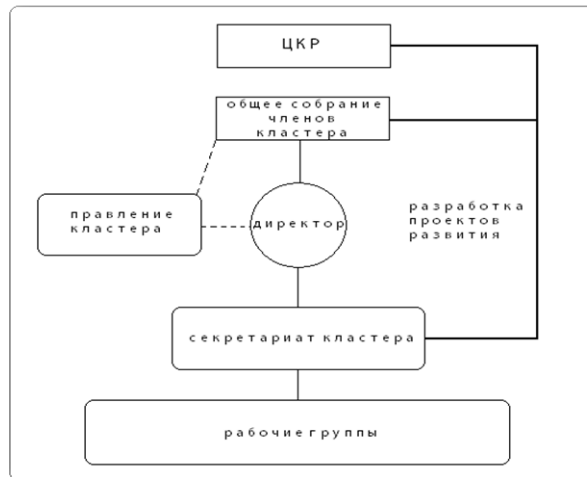 ЦКР
общее собрание
членов
кластера
правление
кластера
директор
разработка
проектов
развития
секретариат кластера
рабочие группы